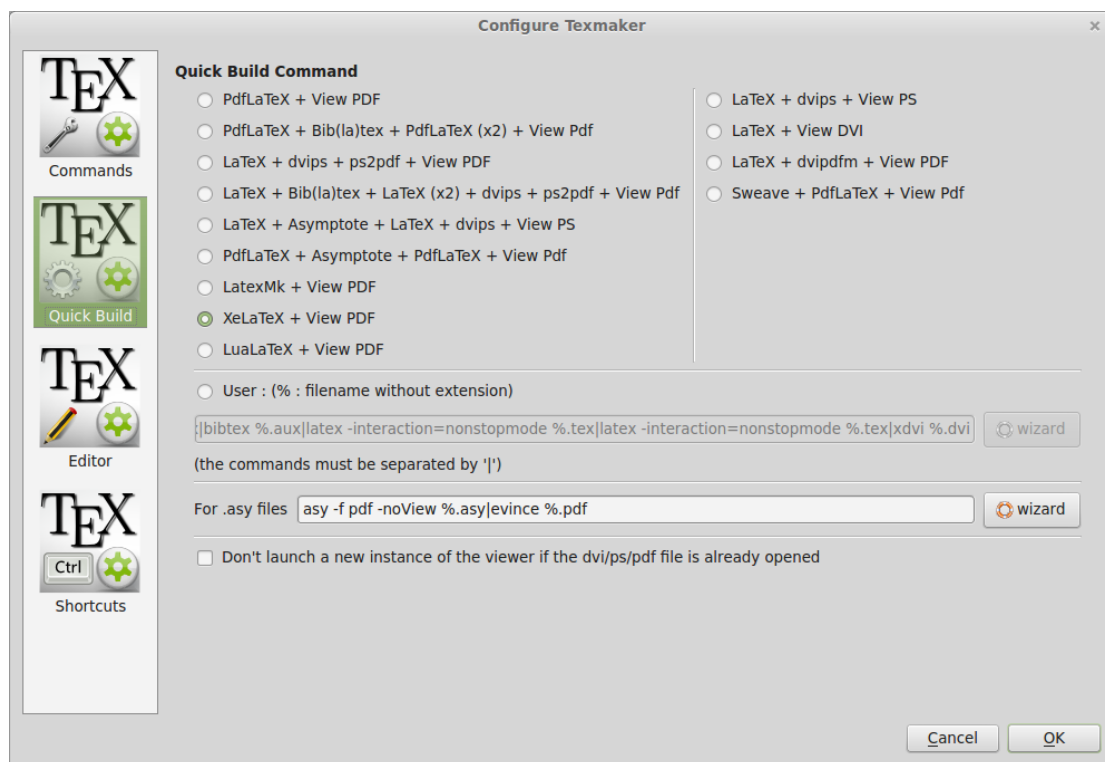 Configure Texmaker
TEX
Commands
TEX
Quick Build
TEX
Editor
TEX
Ctrl
Shortcuts
Quick Build Command
PdfLaTeX + View PDF
PdfLaTeX + Bib(la)tex + PdfLaTeX (x2) + View Pdf
LaTeX + dvips + ps2pdf + View PDF
LaTeX + Bib(la)tex + LaTeX (x2) + dvips + ps2pdf + View Pdf
LaTeX + Asymptote + LaTeX + dvips + View PS
PdfLaTeX + Asymptote + PdfLaTeX + View Pdf
LatexMk + View PDF
XeLaTeX + View PDF
LuaLaTeX + View PDF
LaTeX + dvips + View PS
LaTeX + View DVI
LaTeX + dvipdfm + View PDF
Sweave + PdfLaTeX + View Pdf
User : (% : filename without extension)
|bibtex %.aux|latex -interaction=nonstopmode %.tex|latex -interaction=nonstopmode %.tex|xdvi %.dvi
wizard
(the commands must be separated by '|')
For .asy files asy -f pdf -noView %.asy|evince %.pdf wizard
Don't launch a new instance of the viewer if the dvi/ps/pdf file is already opened
Cancel OK